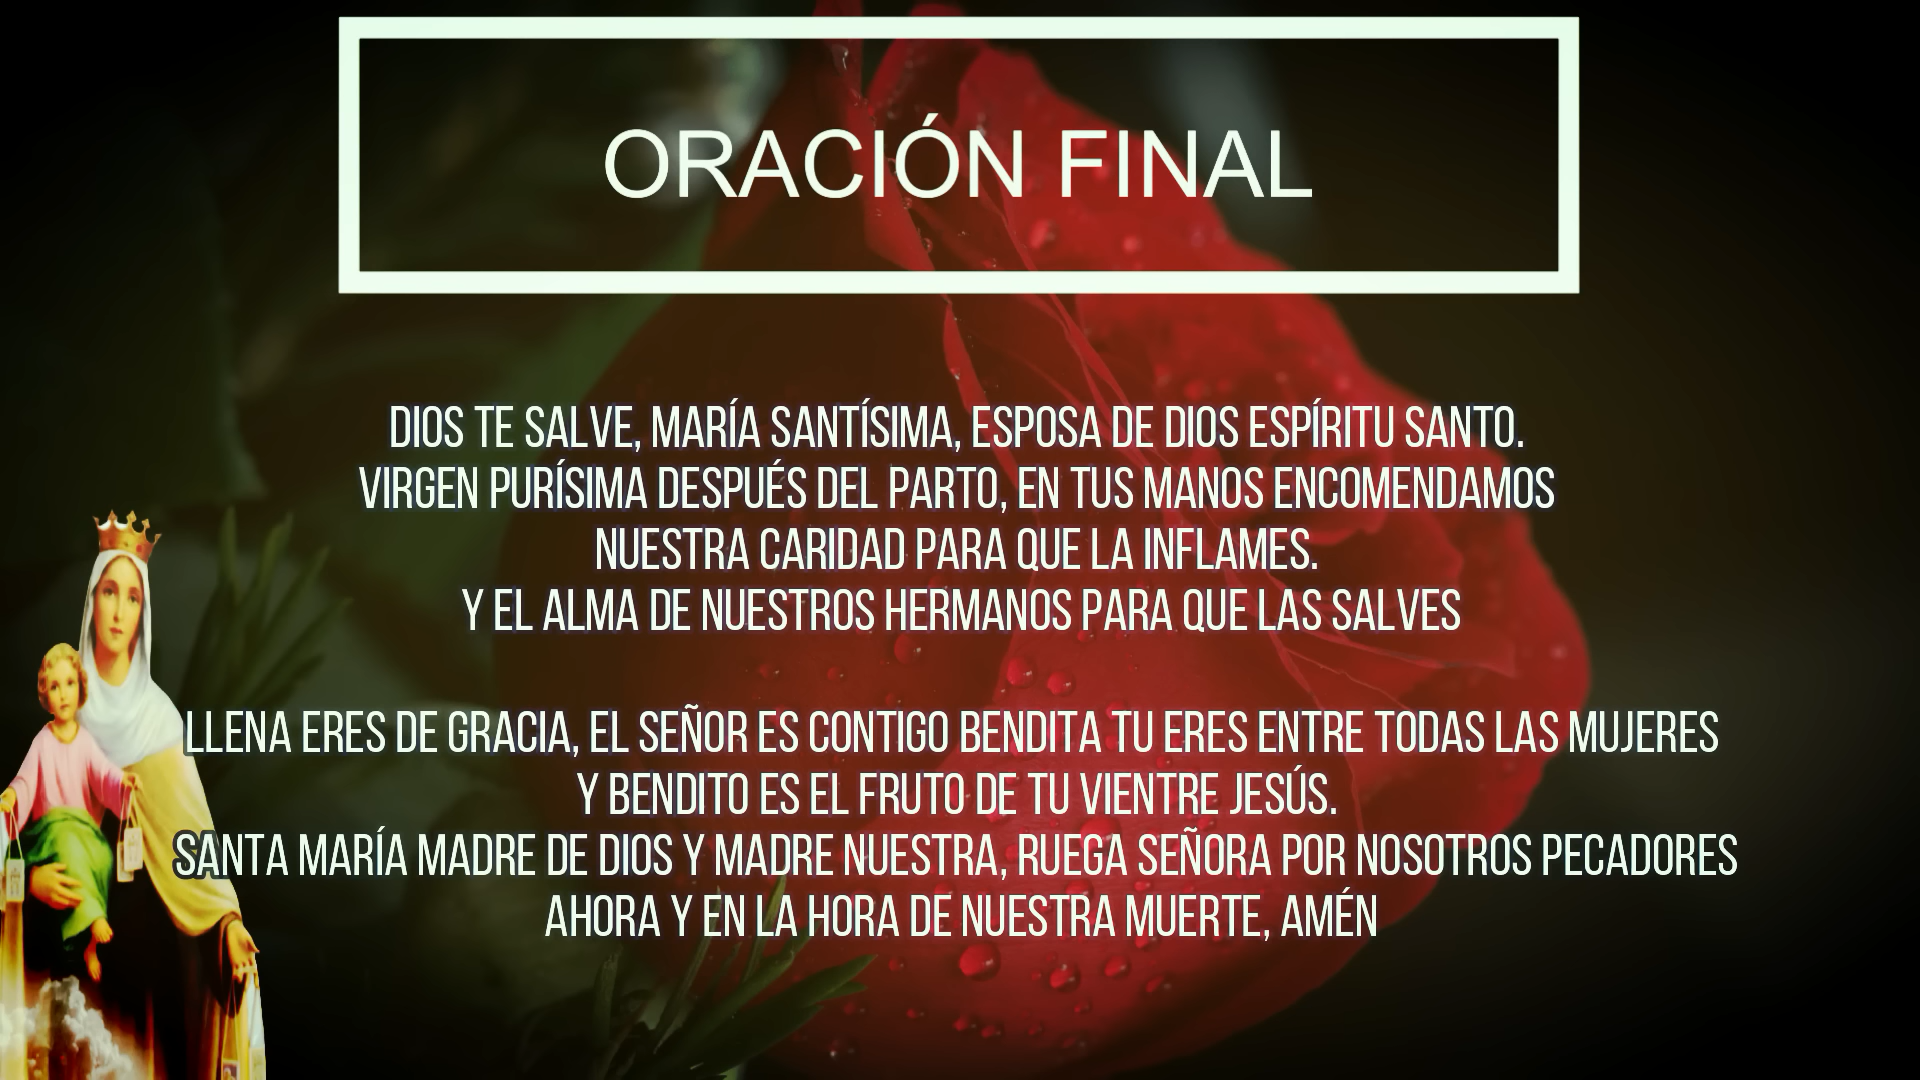 ORACIÓN FINAL
DIOS TE SALVE, MARÍA SANTÍSIMA, ESPOSA DE DIOS ESPÍRITU SANTO.
VIRGEN PURÍSIMA DESPUÉS DEL PARTO, EN TUS MANOS ENCOMENDAMOS
NUESTRA CARIDAD PARA QUE LA INFLAMES.
Y EL ALMA DE NUESTROS HERMANOS PARA QUE LAS SALVES
LLENA ERES DE GRACIA, EL SEÑOR ES CONTIGO BENDITA TU ERES ENTRE TODAS LAS MUJERES
Y BENDITO ES EL FRUTO DE TU VIENTRE JESÚS.
SANTA MARÍA MADRE DE DIOS Y MADRE NUESTRA, RUEGA SEÑORA POR NOSOTROS PECADORES
AHORA Y EN LA HORA DE NUESTRA MUERTE, AMÉN